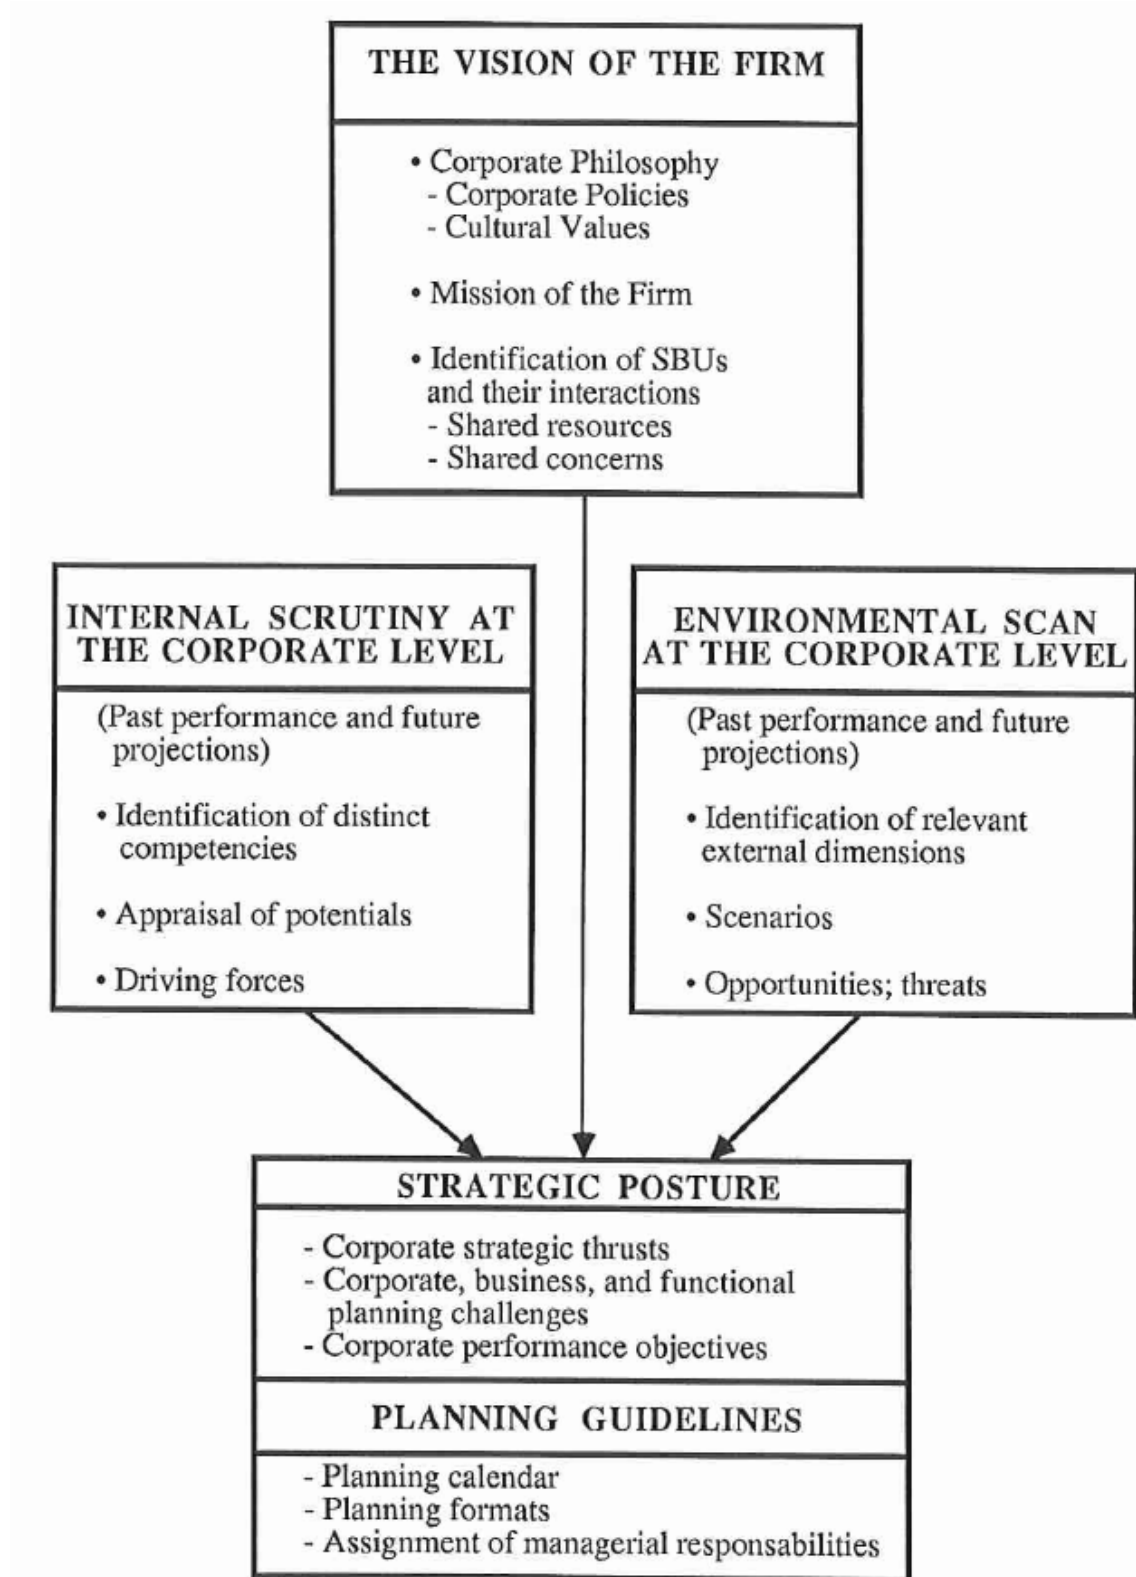 THE VISION OF THE FIRM
• Corporate Philosophy
- Corporate Policies
- Cultural Values
• Mission of the Firm
• Identification of SBUs
and their interactions
- Shared resources
- Shared concerns
INTERNAL SCRUTINY AT
THE CORPORATE LEVEL
(Past performance and future
projections)
• Identification of distinct
competencies
• Appraisal of potentials
• Driving forces
ENVIRONMENTAL SCAN
AT THE CORPORATE LEVEL
(Past performance and future
projections)
• Identification of relevant
external dimensions
• Scenarios
• Opportunities; threats
STRATEGIC POSTURE
- Corporate strategic thrusts
- Corporate, business, and functional
planning challenges
- Corporate performance objectives
PLANNING GUIDELINES
- Planning calendar
- Planning formats
- Assignment of managerial responsabilities